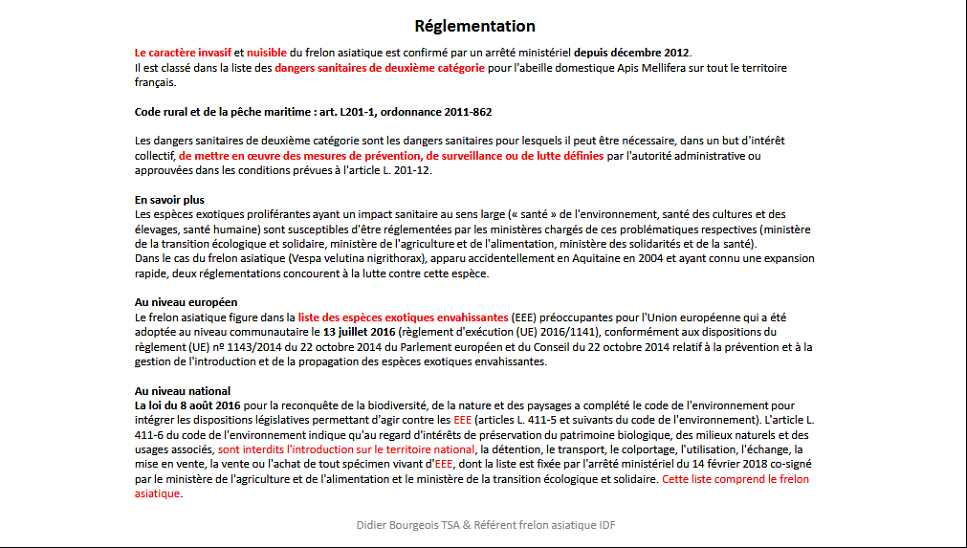 Réglementation
Le caractère invasif et nuisible du frelon asiatique est confirmé par un arrêté ministériel depuis décembre 2012.
Il est classé dans la liste des dangers sanitaires de deuxième catégorie pour l'abeille domestique Apis Mellifera sur tout le territoire
français.
Code rural et de la pêche maritime : art. L201-1, ordonnance 2011-862
Les dangers sanitaires de deuxième catégorie sont les dangers sanitaires pour lesquels il peut être nécessaire, dans un but d'intérêt
collectif, de mettre en œuvre des mesures de prévention, de surveillance ou de lutte définies par l'autorité administrative ou
approuvées dans les conditions prévues à l'article L. 201-12.
En savoir plus
Les espèces exotiques proliférantes ayant un impact sanitaire au sens large (« santé » de l'environnement, santé des cultures et des
élevages, santé humaine) sont susceptibles d'être réglementées par les ministères chargés de ces problématiques respectives (ministère
de la transition écologique et solidaire, ministère de l'agriculture et de l'alimentation, ministère des solidarités et de la santé).
Dans le cas du frelon asiatique (Vespa velutina nigrithorax), apparu accidentellement en Aquitaine en 2004 et ayant connu une expansion
rapide, deux réglementations concourent à la lutte contre cette espèce.
Au niveau européen
Le frelon asiatique figure dans la liste des espèces exotiques envahissantes (EEE) préoccupantes pour l'Union européenne qui a été
adoptée au niveau communautaire le 13 juillet 2016 (règlement d'exécution (UE) 2016/1141), conformément aux dispositions du
règlement (UE) nº 1143/2014 du 22 octobre 2014 du Parlement européen et du Conseil du 22 octobre 2014 relatif à la prévention et à la
gestion de l'introduction et de la propagation des espèces exotiques envahissantes.
Au niveau national
La loi du 8 août 2016 pour la reconquête de la biodiversité, de la nature et des paysages a complété le code de l'environnement pour
intégrer les dispositions législatives permettant d'agir contre les EEE (articles L. 411-5 et suivants du code de l'environnement). L'article L.
411-6 du code de l'environnement indique qu'au regard d'intérêts de préservation du patrimoine biologique, des milieux naturels et des
usages associés, sont interdits l'introduction sur le territoire national, la détention, le transport, le colportage, l'utilisation, l'échange, la
mise en vente, la vente ou l'achat de tout spécimen vivant d'EEE, dont la liste est fixée par l'arrêté ministériel du 14 février 2018 co-signé
par le ministère de l'agriculture et de l'alimentation et le ministère de la transition écologique et solidaire. Cette liste comprend le frelon
asiatique.
Didier Bourgeois TSA & Référent frelon asiatique IDF